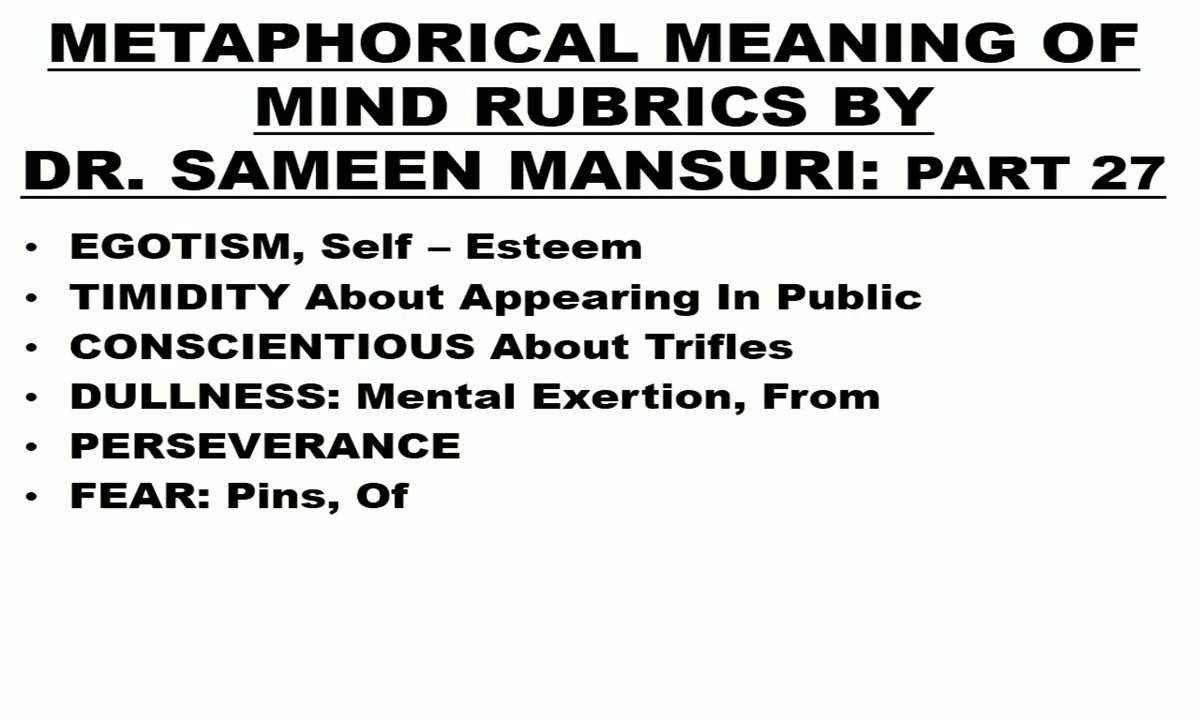 METAPHORICAL MEANING OF
MIND RUBRICS BY
DR. SAMEEN MANSURI: PART 27
• EGOTISM, Self – Esteem
• TIMIDITY About Appearing In Public
• CONSCIENTIOUS About Trifles
• DULLNESS: Mental Exertion, From
• PERSEVERANCE
• FEAR: Pins, Of